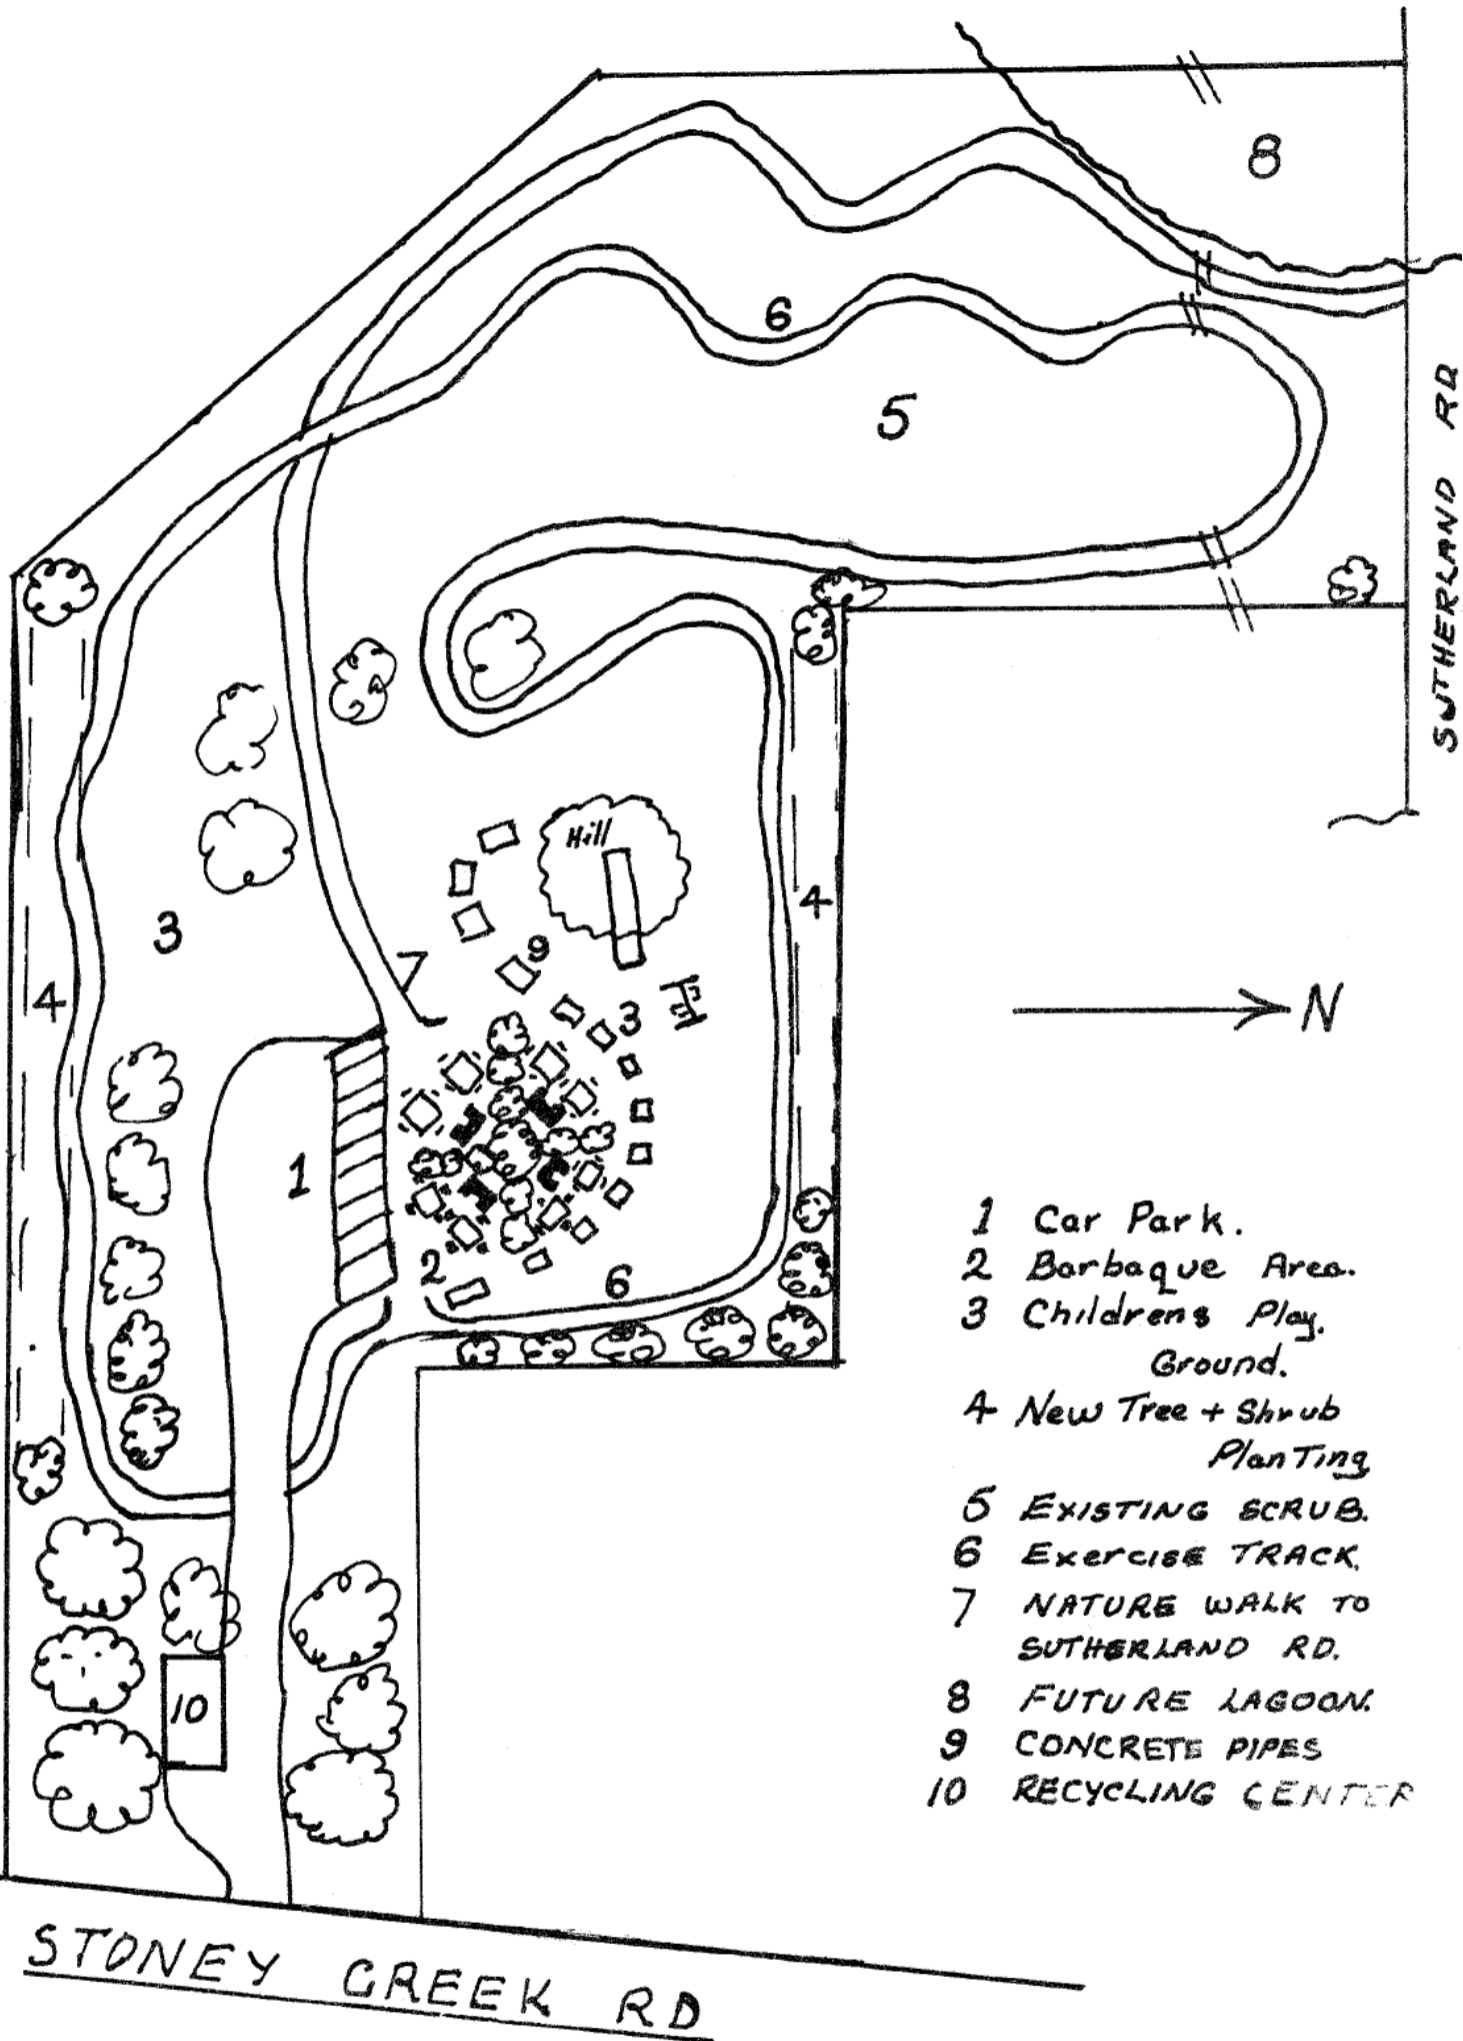 8
6
5
SUTHERLAND RD
Hill
4
3
9
7
4
3
N
1
2
6
1 Car Park.
2 Barbaque Area.
3 Childrens Play.
Ground.
4 New Tree + Shrub
Planting
5 EXISTING SCRUB.
6 Exercise TRACK.
7 NATURE WALK TO
SUTHERLAND RD.
8 FUTURE LAGOON.
9 CONCRETE PIPES
10 RECYCLING CENTER
10
STONEY CREEK RD